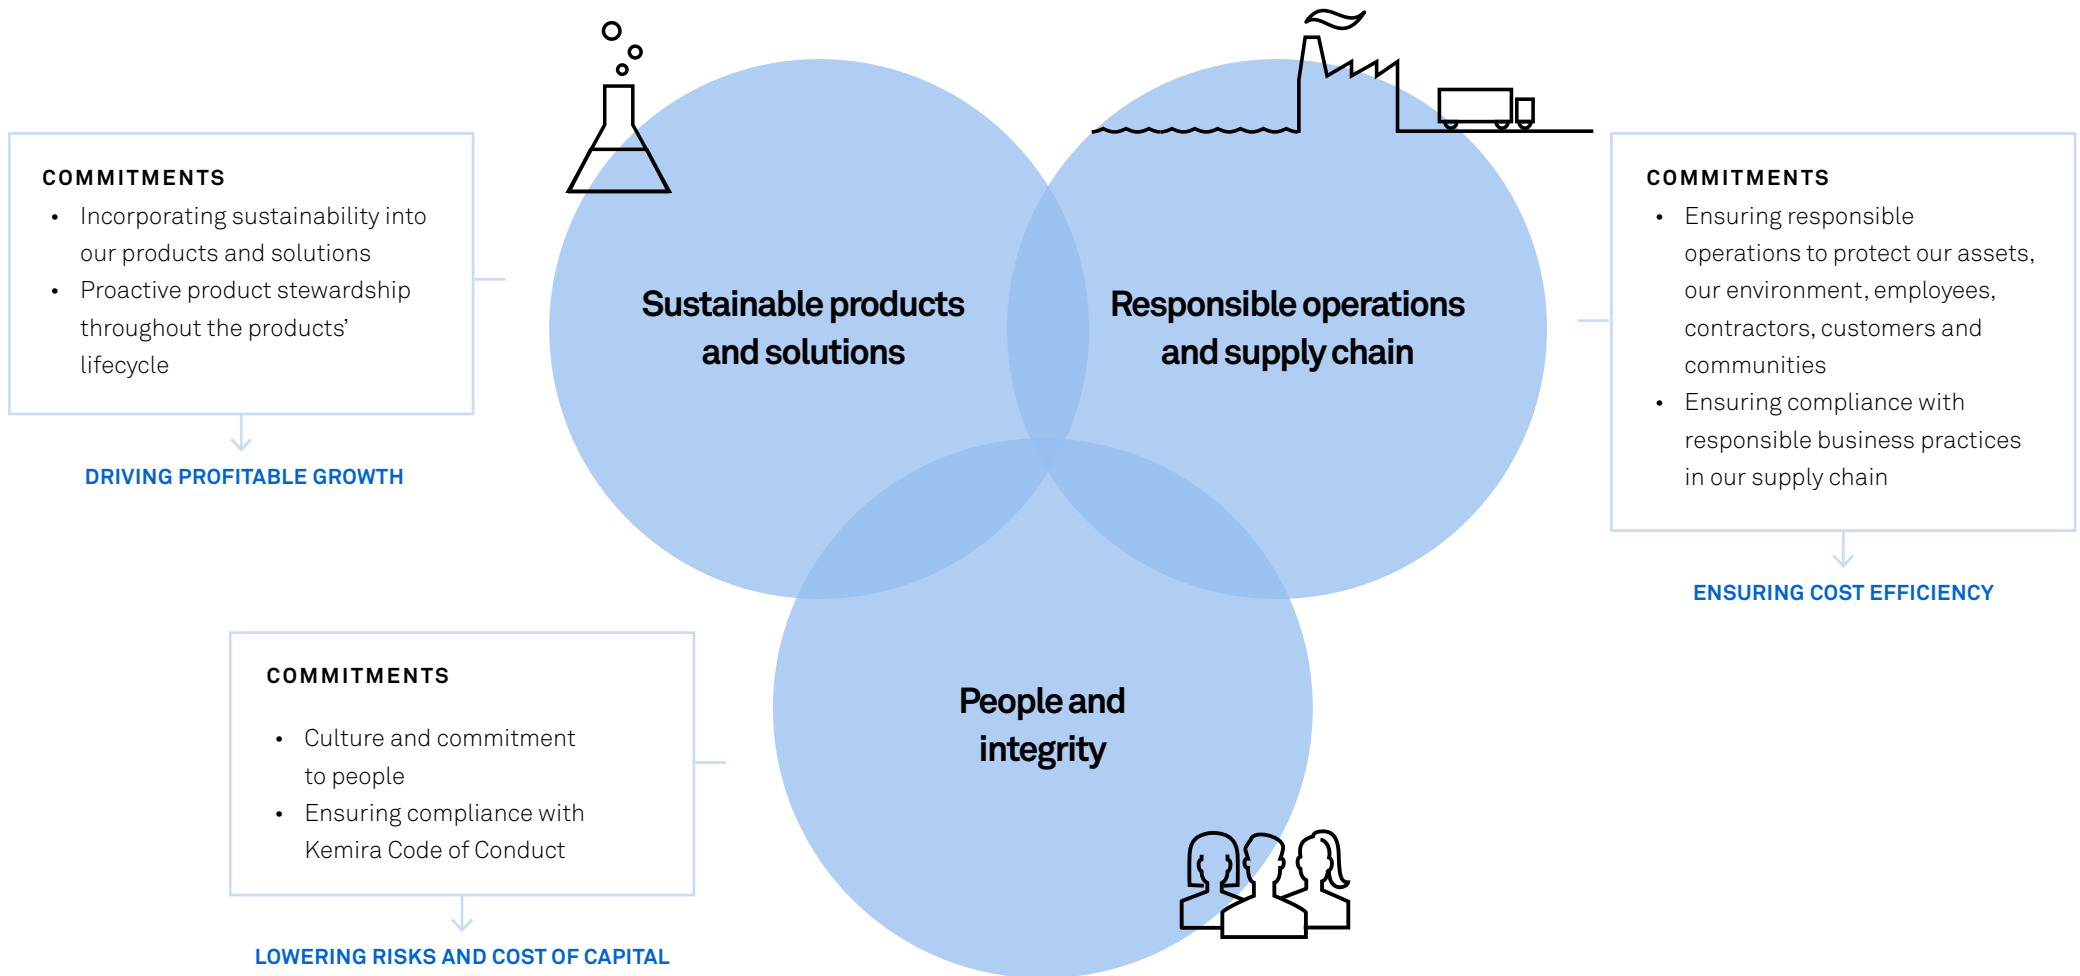 COMMITMENTS
• Incorporating sustainability into
our products and solutions
• Proactive product stewardship
throughout the products’
lifecycle
DRIVING PROFITABLE GROWTH
Sustainable products
and solutions
Responsible operations
and supply chain
COMMITMENTS
• Ensuring responsible
operations to protect our assets,
our environment, employees,
contractors, customers and
communities
• Ensuring compliance with
responsible business practices
in our supply chain
ENSURING COST EFFICIENCY
COMMITMENTS
• Culture and commitment
to people
• Ensuring compliance with
Kemira Code of Conduct
LOWERING RISKS AND COST OF CAPITAL
People and
integrity